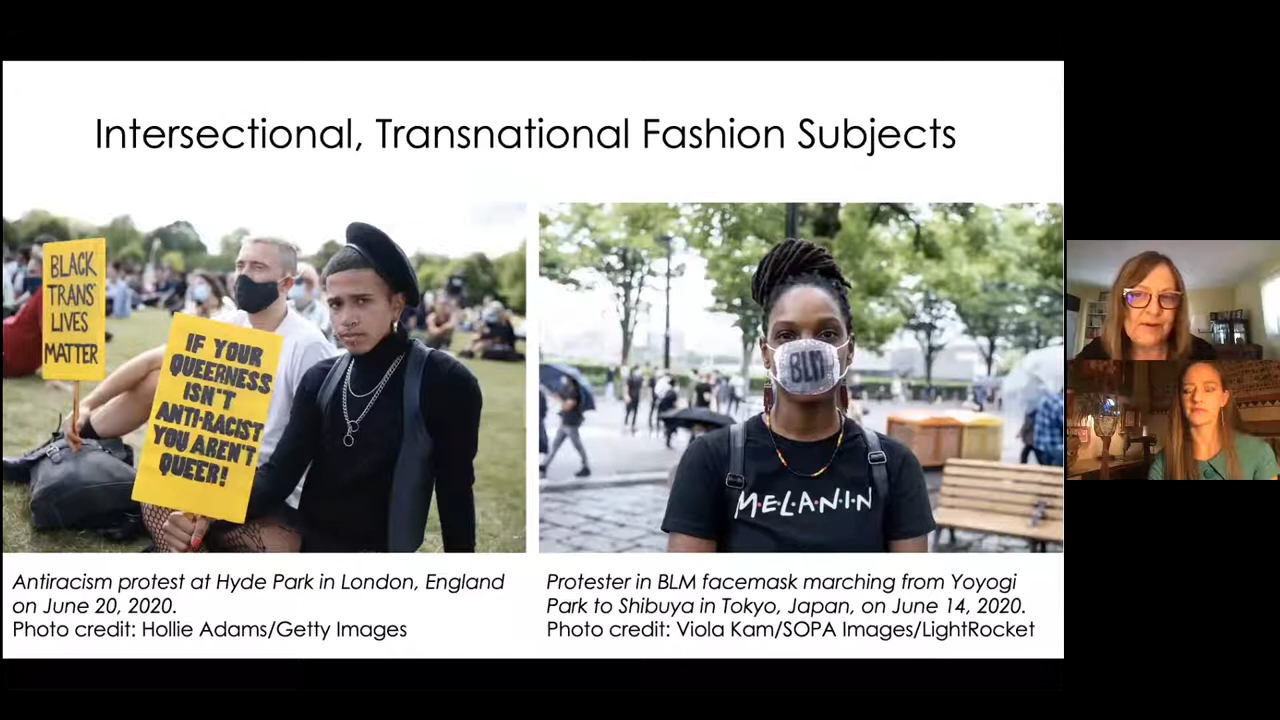 Intersectional, Transnational Fashion Subjects
BLACK
TRANS
LIVES
MATTER
IF YOUR
QUEERNESS
ISN'T
ANTI-RACIST
YOU AREN'T
QUEER!
BLM
M•E•L•A•N•I•N
Antiracism protest at Hyde Park in London, England
on June 20, 2020.
Photo credit: Hollie Adams/Getty Images
Protester in BLM facemask marching from Yoyogi
Park to Shibuya in Tokyo, Japan, on June 14, 2020.
Photo credit: Viola Kam/SOPA Images/LightRocket